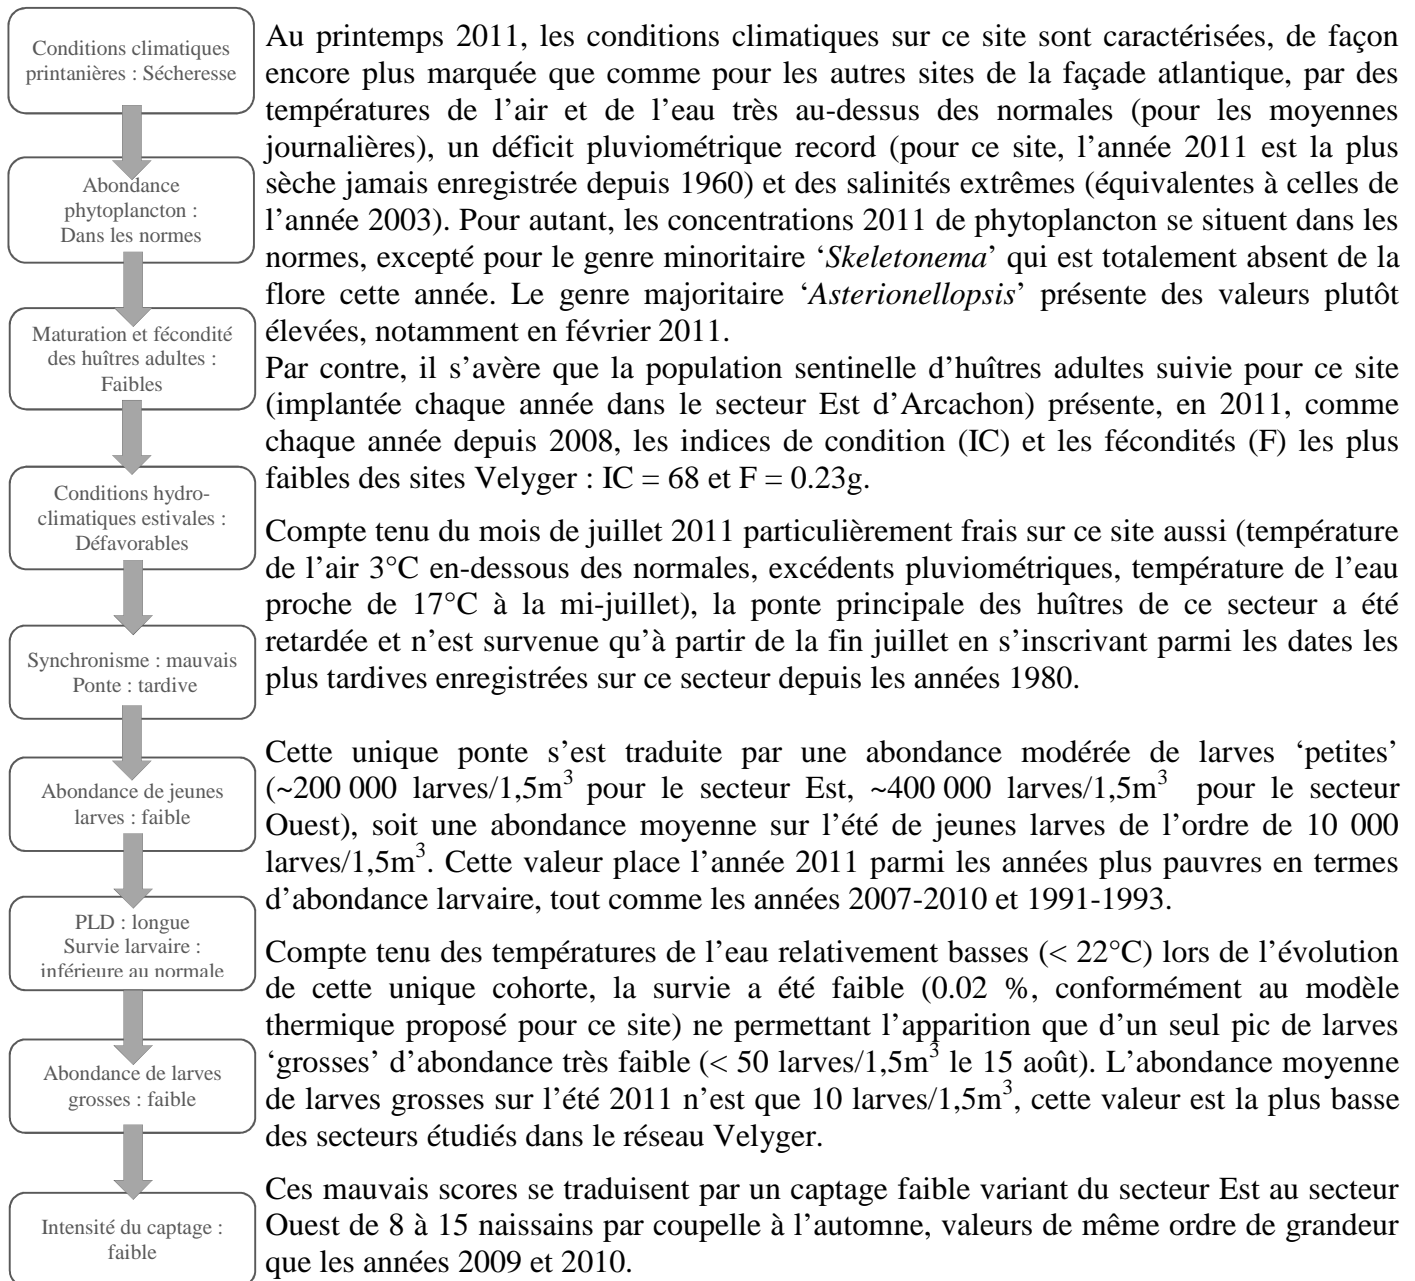 Conditions climatiques
printanières : Sécheresse
Abondance
phytoplancton :
Dans les normes
Maturation et fécondité
des huîtres adultes :
Faibles
Conditions hydro-
climatiques estivales :
Défavorables
Synchronisme : mauvais
Ponte : tardive
Abondance de jeunes
larves : faible
PLD : longue
Survie larvaire :
inférieure au normale
Abondance de larves
grosses : faible
Intensité du captage :
faible
Au printemps 2011, les conditions climatiques sur ce site sont caractérisées, de façon
encore plus marquée que comme pour les autres sites de la façade atlantique, par des
températures de l'air et de l'eau très au-dessus des normales (pour les moyennes
journalières), un déficit pluviométrique record (pour ce site, l'année 2011 est la plus
sèche jamais enregistrée depuis 1960) et des salinités extrêmes (équivalentes à celles de
l'année 2003). Pour autant, les concentrations 2011 de phytoplancton se situent dans les
normes, excepté pour le genre minoritaire 'Skeletonema' qui est totalement absent de la
flore cette année. Le genre majoritaire 'Asterionellopsis' présente des valeurs plutôt
élevées, notamment en février 2011.
Par contre, il s'avère que la population sentinelle d'huîtres adultes suivie pour ce site
(implantée chaque année dans le secteur Est d'Arcachon) présente, en 2011, comme
chaque année depuis 2008, les indices de condition (IC) et les fécondités (F) les plus
faibles des sites Velyger : IC = 68 et F = 0.23g.
Compte tenu du mois de juillet 2011 particulièrement frais sur ce site aussi (température
de l'air 3°C en-dessous des normales, excédents pluviométriques, température de l'eau
proche de 17°C à la mi-juillet), la ponte principale des huîtres de ce secteur a été
retardée et n'est survenue qu'à partir de la fin juillet en s'inscrivant parmi les dates les
plus tardives enregistrées sur ce secteur depuis les années 1980.
Cette unique ponte s'est traduite par une abondance modérée de larves 'petites'
(~200 000 larves/1,5m³ pour le secteur Est, ~400 000 larves/1,5m³ pour le secteur
Ouest), soit une abondance moyenne sur l'été de jeunes larves de l'ordre de 10 000
larves/1,5m³. Cette valeur place l'année 2011 parmi les années plus pauvres en termes
d'abondance larvaire, tout comme les années 2007-2010 et 1991-1993.
Compte tenu des températures de l'eau relativement basses (< 22°C) lors de l'évolution
de cette unique cohorte, la survie a été faible (0.02 %, conformément au modèle
thermique proposé pour ce site) ne permettant l'apparition que d'un seul pic de larves
'grosses' d'abondance très faible (< 50 larves/1,5m³ le 15 août). L'abondance moyenne
de larves grosses sur l'été 2011 n'est que 10 larves/1,5m³, cette valeur est la plus basse
des secteurs étudiés dans le réseau Velyger.
Ces mauvais scores se traduisent par un captage faible variant du secteur Est au secteur
Ouest de 8 à 15 naissains par coupelle à l'automne, valeurs de même ordre de grandeur
que les années 2009 et 2010.